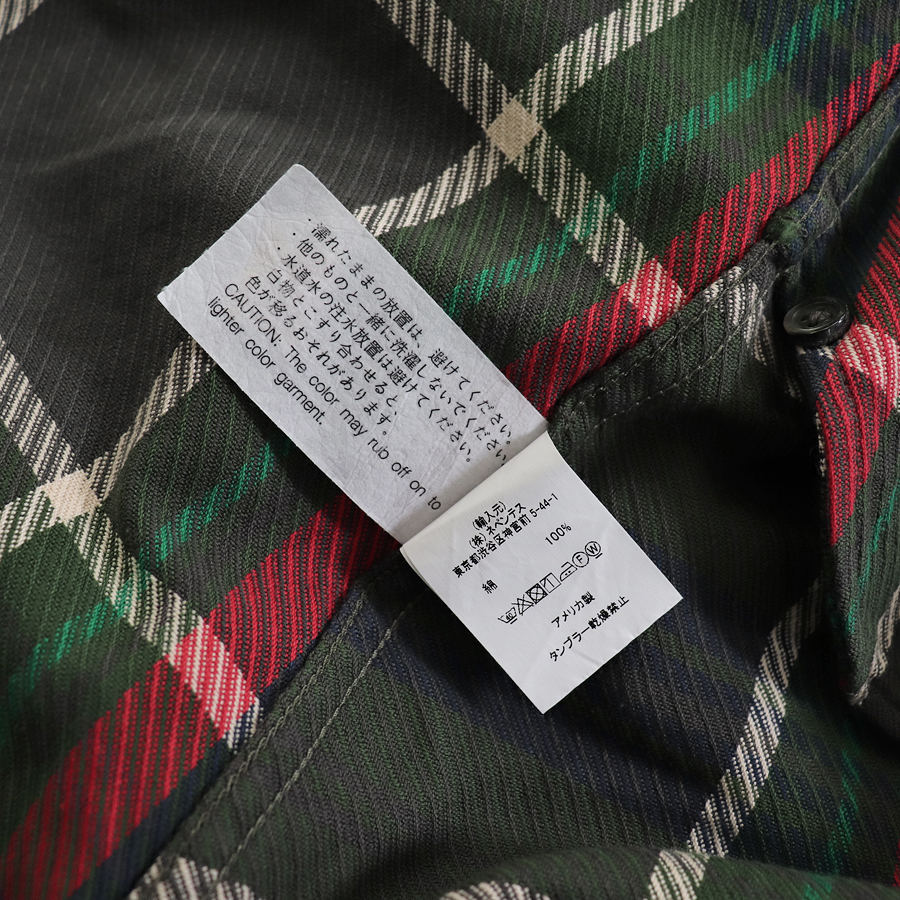 ・濡れたままの放置は、避けてください。
・他のものと一緒に洗濯しないでください。
・水道水の注水放置は避けてください。
白物とこすり合わせると、
色が移るおそれがあります。
CAUTION: The color may rub off on to
lighter color garment.
(輸入元)
(株)ネペンテス
東京都渋谷区神宮前 5-44-1
綿 100%
40 F W
アメリカ製
タンブラー乾燥禁止